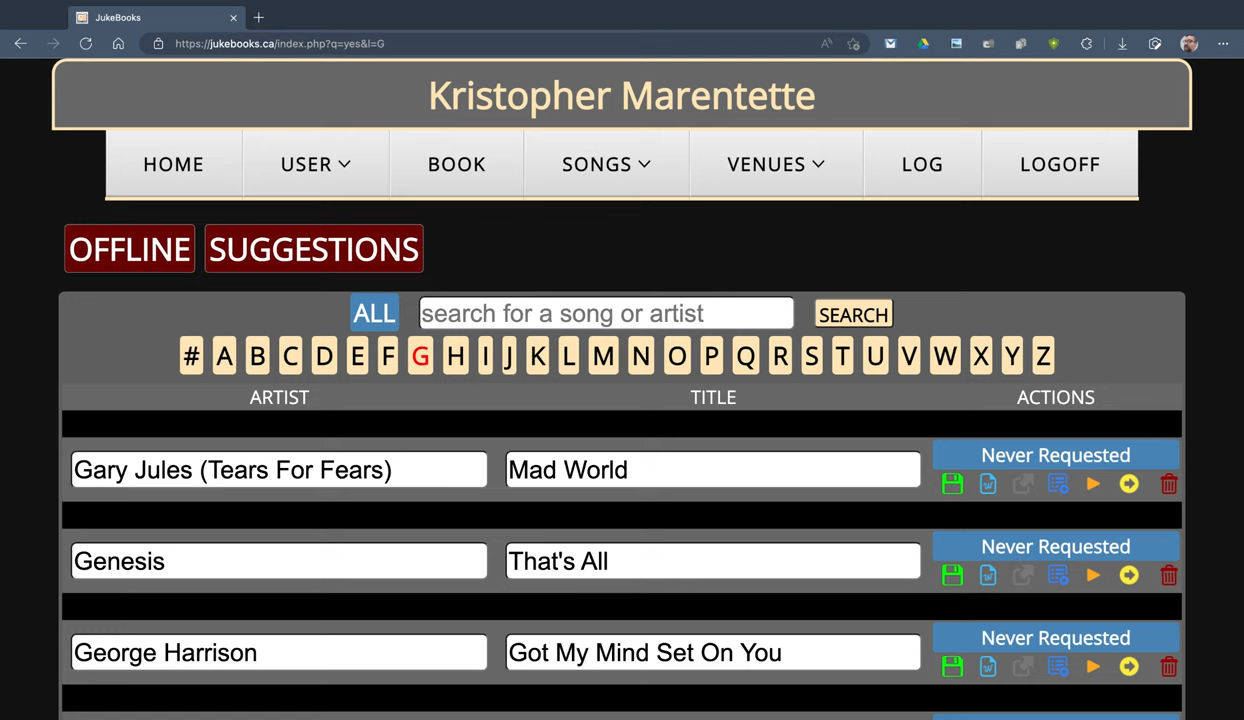 JukeBooks
https://jukebooks.ca/index.php?q=yes&l=G
Kristopher Marentette
HOME USER BOOK SONGS VENUES LOG LOGOFF
OFFLINE SUGGESTIONS
ALL search for a song or artist SEARCH
# A B C D E F G H I J K L M N O P Q R S T U V W X Y Z
ARTIST TITLE ACTIONS
Never Requested
Gary Jules (Tears For Fears) Mad World
Never Requested
Genesis That's All
Never Requested
George Harrison Got My Mind Set On You